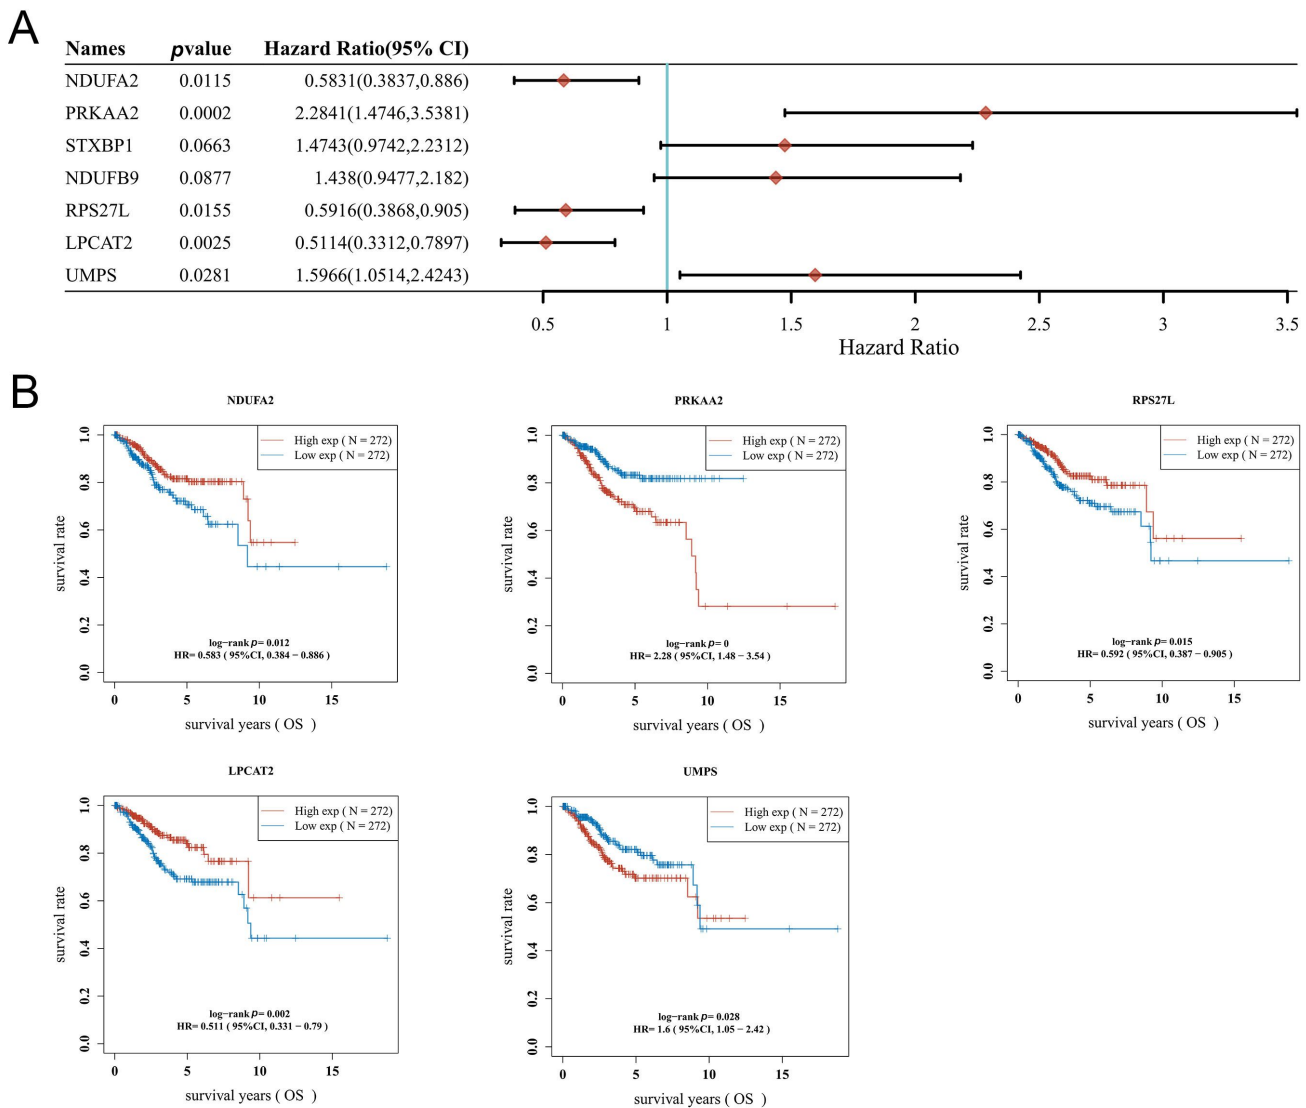 A
Names pvalue Hazard Ratio(95% CI)
NDUFA2 0.0115 0.5831(0.3837,0.886)
PRKAA2 0.0002 2.2841(1.4746,3.5381)
STXBP1 0.0663 1.4743(0.9742,2.2312)
NDUFB9 0.0877 1.438(0.9477,2.182)
RPS27L 0.0155 0.5916(0.3868,0.905)
LPCAT2 0.0025 0.5114(0.3312,0.7897)
UMPS 0.0281 1.5966(1.0514,2.4243)
0.5 1 1.5 2 2.5 3 3.5
Hazard Ratio
B
NDUFA2
High exp ( N = 272)
Low exp ( N = 272)
1.0
0.8
0.6
0.4
0.2
0.0
survival rate
log−rank p= 0.012
HR= 0.583 ( 95%CI, 0.384 − 0.886 )
0 5 10 15
survival years ( OS )
PRKAA2
High exp ( N = 272)
Low exp ( N = 272)
1.0
0.8
0.6
0.4
0.2
0.0
survival rate
log−rank p= 0
HR= 2.28 ( 95%CI, 1.48 − 3.54 )
0 5 10 15
survival years ( OS )
RPS27L
High exp ( N = 272)
Low exp ( N = 272)
1.0
0.8
0.6
0.4
0.2
0.0
survival rate
log−rank p= 0.015
HR= 0.592 ( 95%CI, 0.387 − 0.905 )
0 5 10 15
survival years ( OS )
LPCAT2
High exp ( N = 272)
Low exp ( N = 272)
1.0
0.8
0.6
0.4
0.2
0.0
survival rate
log−rank p= 0.002
HR= 0.511 ( 95%CI, 0.331 − 0.79 )
0 5 10 15
survival years ( OS )
UMPS
High exp ( N = 272)
Low exp ( N = 272)
1.0
0.8
0.6
0.4
0.2
0.0
survival rate
log−rank p= 0.028
HR= 1.6 ( 95%CI, 1.05 − 2.42 )
0 5 10 15
survival years ( OS )